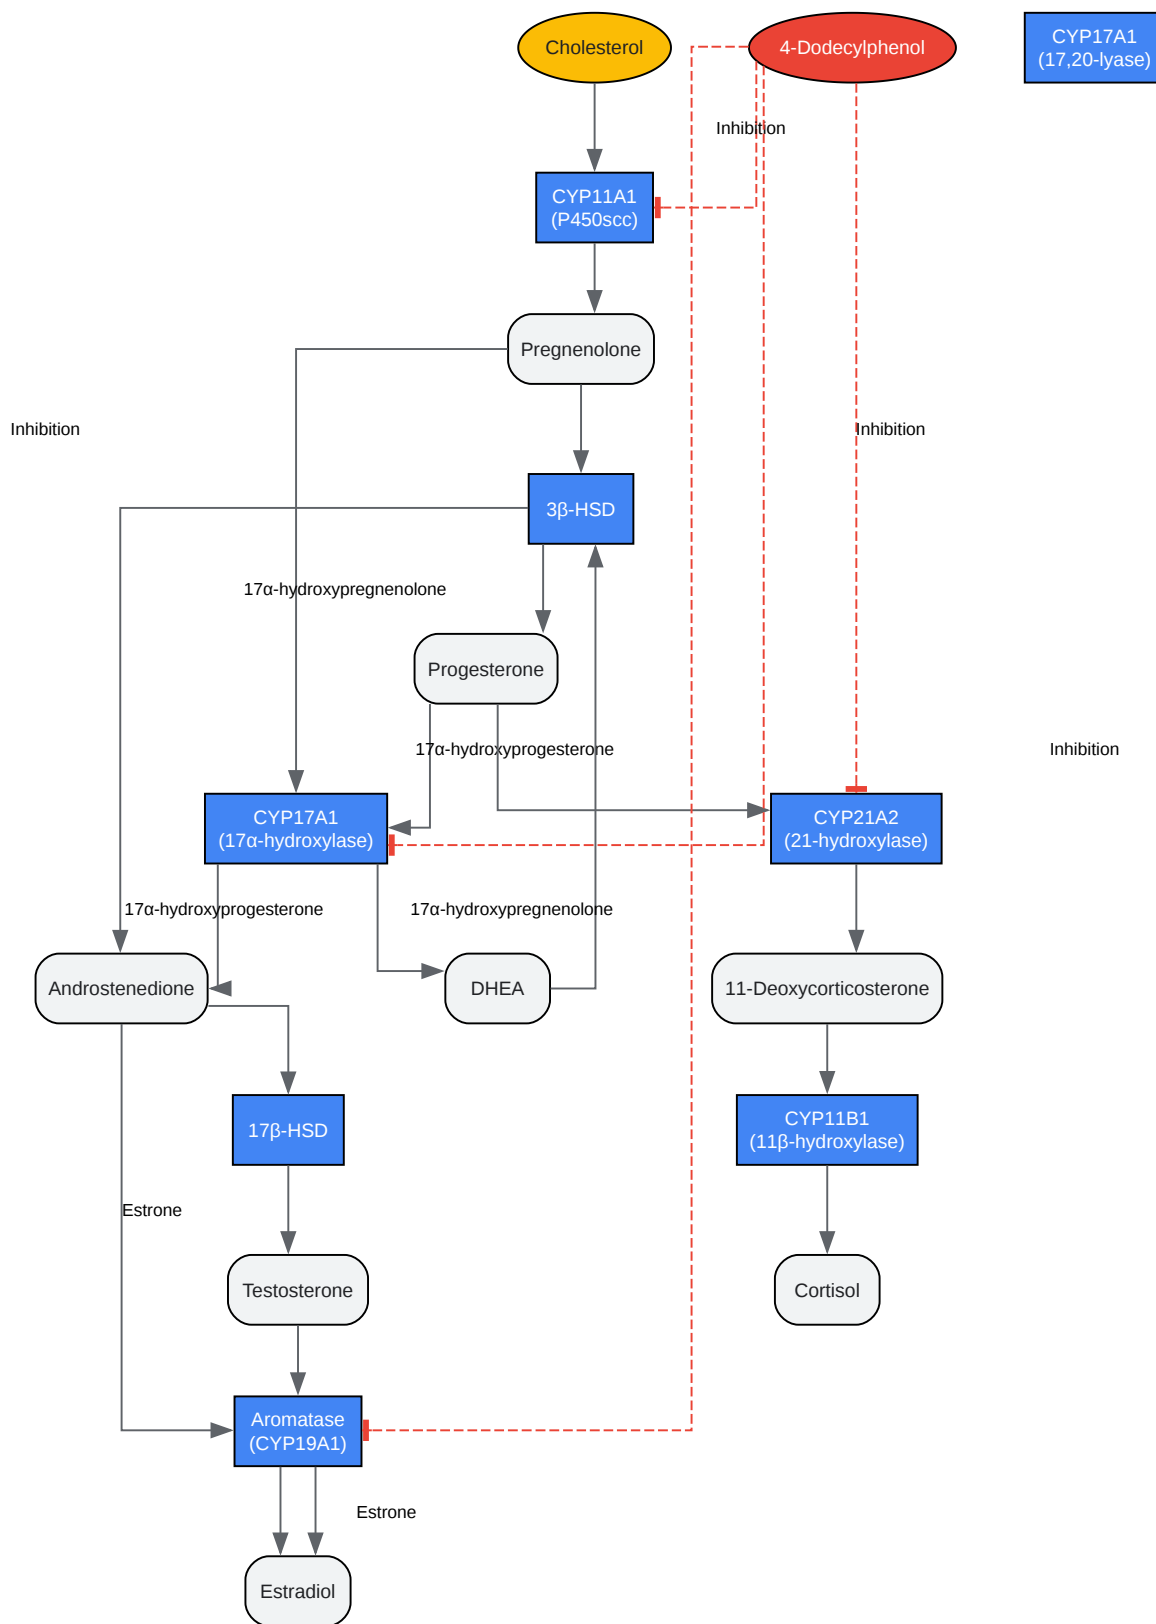 Cholesterol
4-Dodecylphenol
CYP17A1
(17,20-lyase)
Inhibition
CYP11A1
(P450scc)
Pregnenolone
Inhibition
Inhibition
3β-HSD
17α-hydroxypregnenolone
Progesterone
17α-hydroxyprogesterone
Inhibition
CYP17A1
(17α-hydroxylase)
CYP21A2
(21-hydroxylase)
17α-hydroxyprogesterone
17α-hydroxypregnenolone
Androstenedione
DHEA
11-Deoxycorticosterone
17β-HSD
CYP11B1
(11β-hydroxylase)
Estrone
Testosterone
Cortisol
Aromatase
(CYP19A1)
Estrone
Estradiol